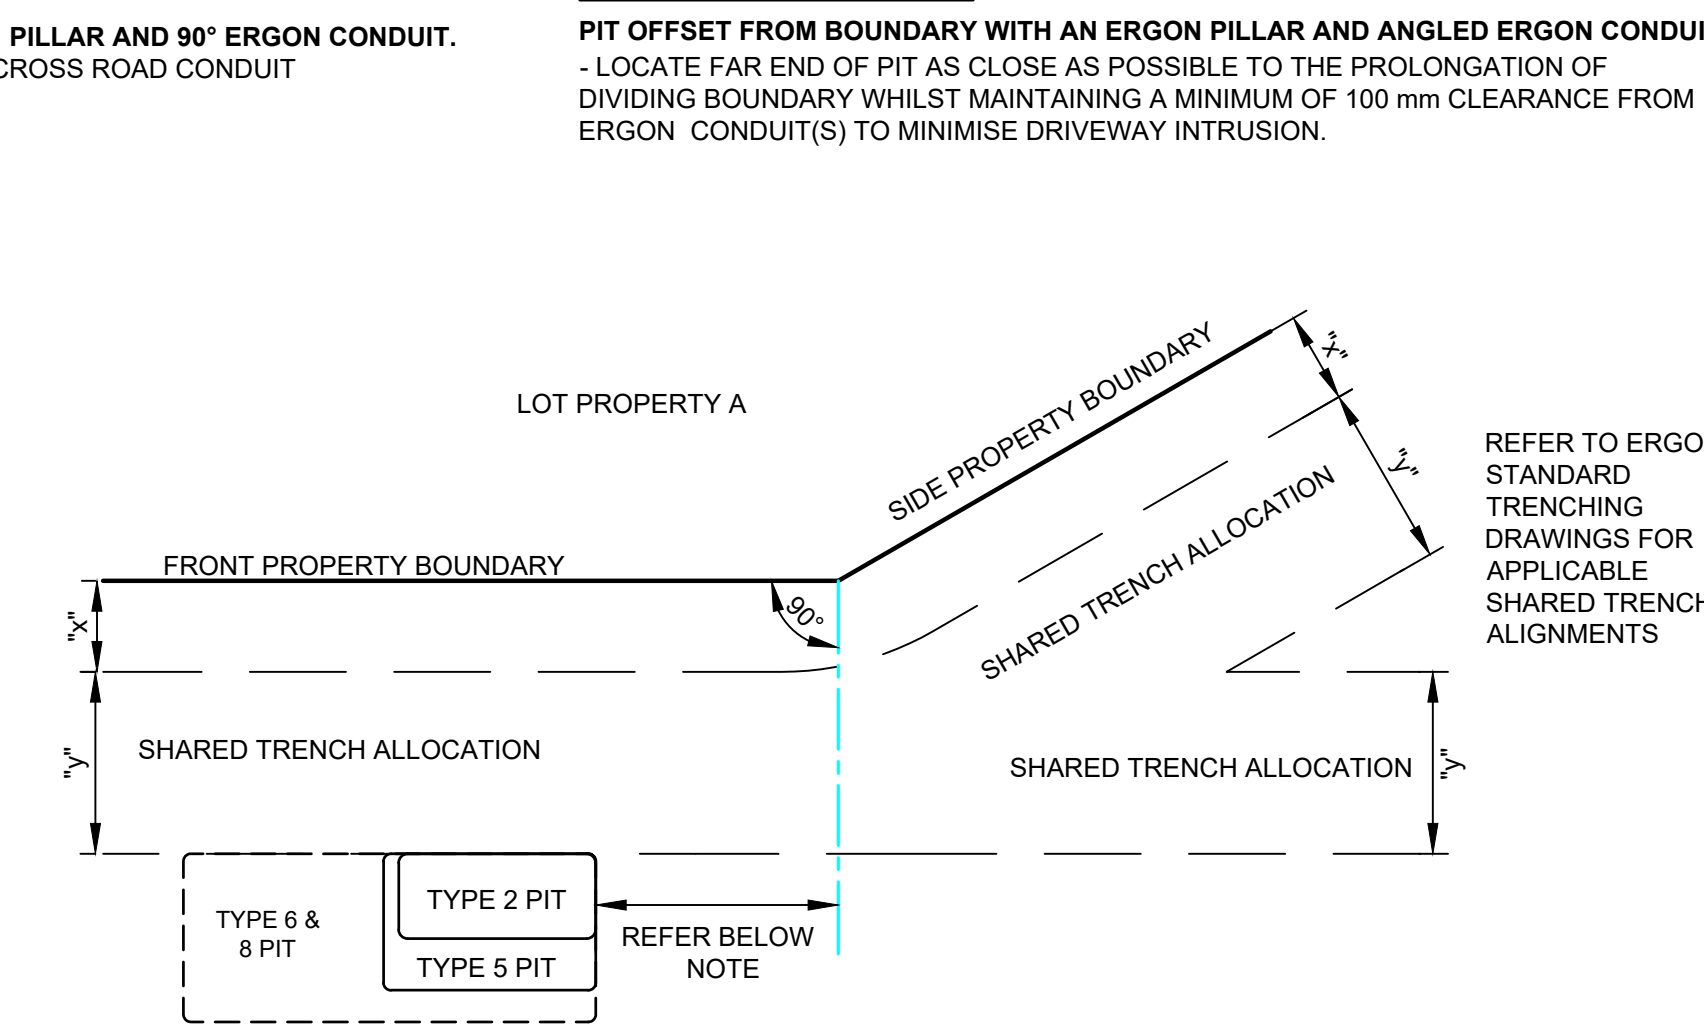 PILLAR AND 90° ERGON CONDUIT.
CROSS ROAD CONDUIT
PIT OFFSET FROM BOUNDARY WITH AN ERGON PILLAR AND ANGLED ERGON CONDUI
- LOCATE FAR END OF PIT AS CLOSE AS POSSIBLE TO THE PROLONGATION OF
DIVIDING BOUNDARY WHILST MAINTAINING A MINIMUM OF 100 mm CLEARANCE FROM
ERGON CONDUIT(S) TO MINIMISE DRIVEWAY INTRUSION.
LOT PROPERTY A
SIDE PROPERTY BOUNDARY
"x"
"y"
SHARED TRENCH ALLOCATION
REFER TO ERGO
STANDARD
TRENCHING
DRAWINGS FOR
APPLICABLE
SHARED TRENCH
ALIGNMENTS
FRONT PROPERTY BOUNDARY
"x"
90°
"y"
SHARED TRENCH ALLOCATION
SHARED TRENCH ALLOCATION
"y"
TYPE 2 PIT
TYPE 6 &
8 PIT
TYPE 5 PIT
REFER BELOW
NOTE